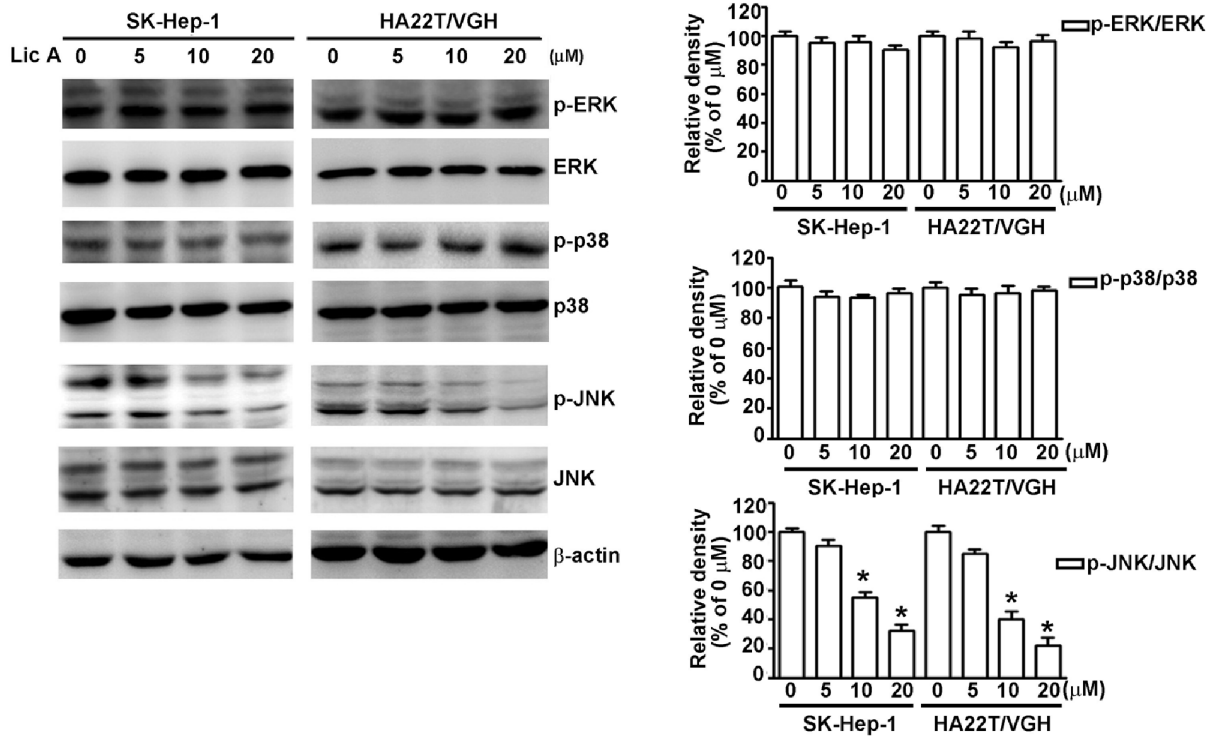 SK-Hep-1 HA22T/VGH
Lic A 0 5 10 20 0 5 10 20 (μM)
p-ERK
ERK
p-p38
p38
p-JNK
JNK
β-actin
Relative density
(% of 0 μM)
120
100
80
60
40
20
0
p-ERK/ERK
0 5 10 20 0 5 10 20 (μM)
SK-Hep-1 HA22T/VGH
Relative density
(% of 0 μM)
120
100
80
60
40
20
0
p-p38/p38
0 5 10 20 0 5 10 20 (μM)
SK-Hep-1 HA22T/VGH
Relative density
(% of 0 μM)
120
100
80
60
40
20
0
p-JNK/JNK
* * * *
0 5 10 20 0 5 10 20 (μM)
SK-Hep-1 HA22T/VGH